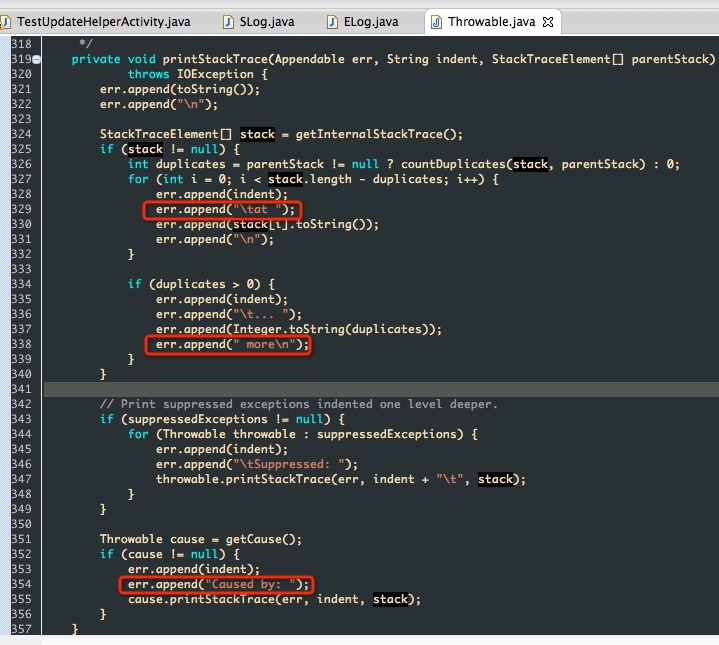 TestUpdateHelperActivity.java SLog.java ELog.java Throwable.java
318 */
319 private void printStackTrace(Appendable err, String indent, StackTraceElement[] parentStack)
320 throws IOException {
321 err.append(toString());
322 err.append("\n");
323
324 StackTraceElement[] stack = getInternalStackTrace();
325 if (stack != null) {
326 int duplicates = parentStack != null ? countDuplicates(stack, parentStack) : 0;
327 for (int i = 0; i < stack.length - duplicates; i++) {
328 err.append(indent);
329 err.append("\tat ");
330 err.append(stack[i].toString());
331 err.append("\n");
332 }
333
334 if (duplicates > 0) {
335 err.append(indent);
336 err.append("\t... ");
337 err.append(Integer.toString(duplicates));
338 err.append(" more\n");
339 }
340 }
341
342 // Print suppressed exceptions indented one level deeper.
343 if (suppressedExceptions != null) {
344 for (Throwable throwable : suppressedExceptions) {
345 err.append(indent);
346 err.append("\tSuppressed: ");
347 throwable.printStackTrace(err, indent + "\t", stack);
348 }
349 }
350
351 Throwable cause = getCause();
352 if (cause != null) {
353 err.append(indent);
354 err.append("Caused by: ");
355 cause.printStackTrace(err, indent, stack);
356 }
357 }